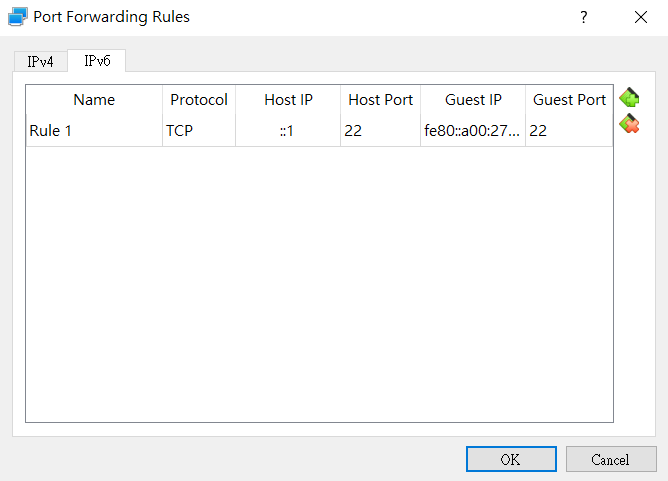 Port Forwarding Rules ? ×
IPv4 IPv6
Name Protocol Host IP Host Port Guest IP Guest Port
Rule 1 TCP ::1 22 fe80::a00:27... 22
OK Cancel